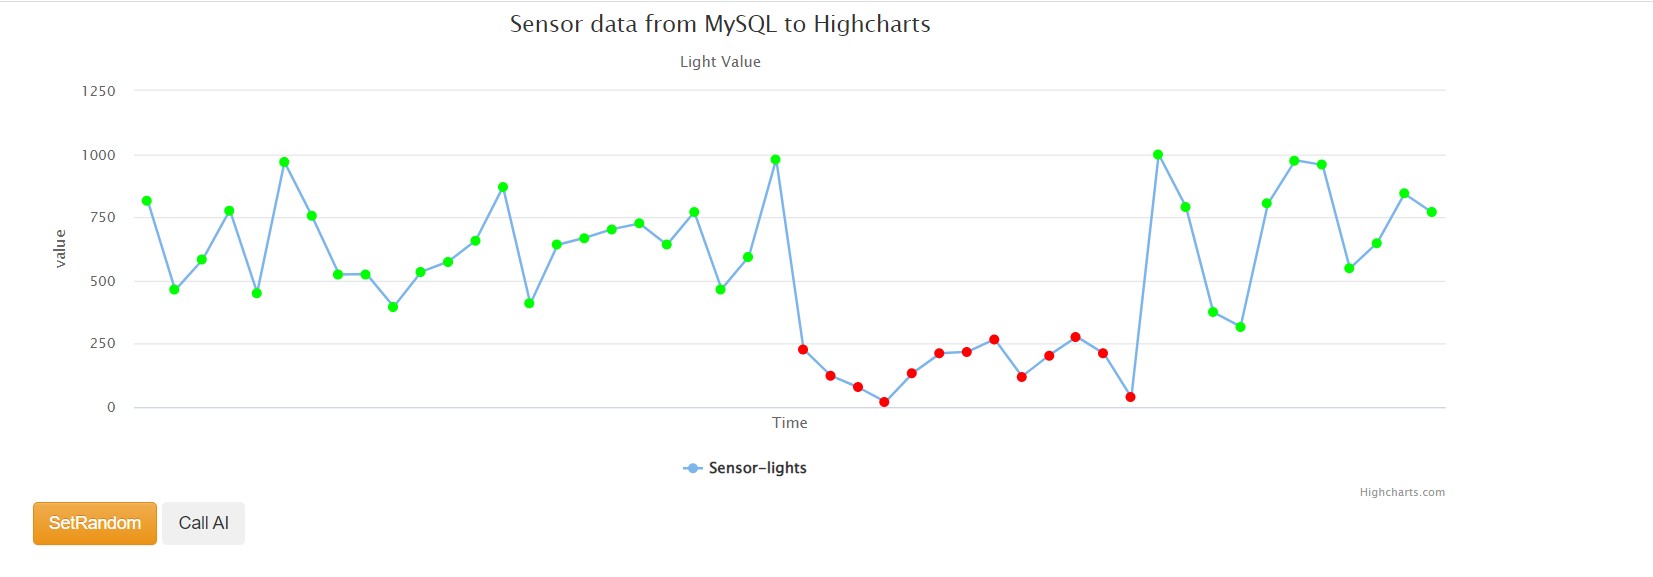 Sensor data from MySQL to Highcharts
Light Value
1250
1000
750
500
250
0
value
Time
Sensor-lights
Highcharts.com
SetRandom
Call AI